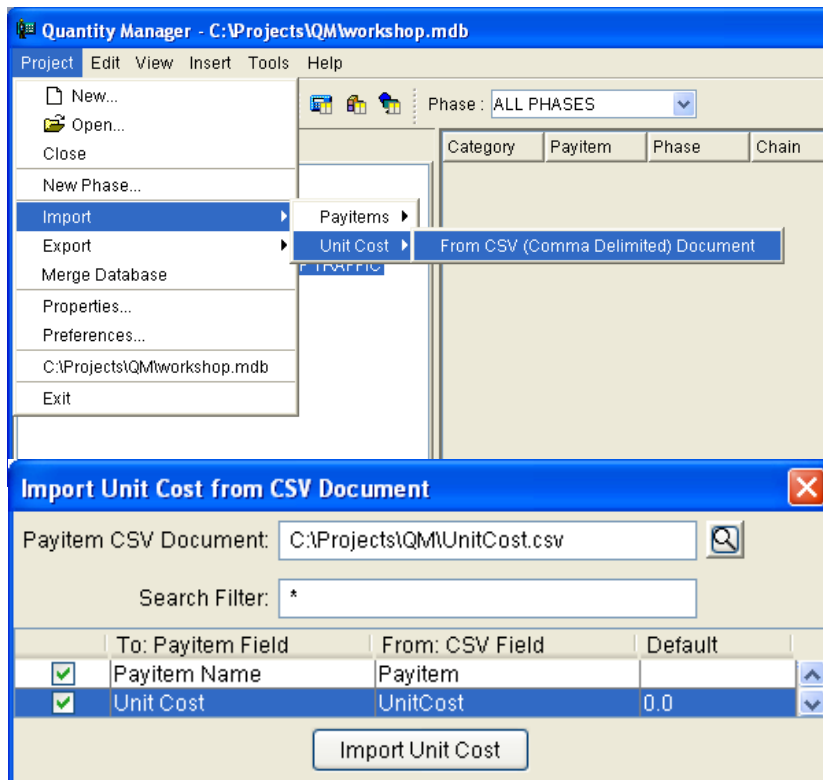 Quantity Manager - C:\Projects\QM\workshop.mdb
Project Edit View Insert Tools Help
New...
Open...
Close
New Phase...
Import
Export
Merge Database
Properties...
Preferences...
C:\Projects\QM\workshop.mdb
Exit
Payitems
Unit Cost
From CSV (Comma Delimited) Document
TRAFFIC
Phase : ALL PHASES
Category Payitem Phase Chain
Import Unit Cost from CSV Document
Payitem CSV Document: C:\Projects\QM\UnitCost.csv
Search Filter: *
To: Payitem Field From: CSV Field Default
Payitem Name Payitem
Unit Cost UnitCost 0.0
Import Unit Cost